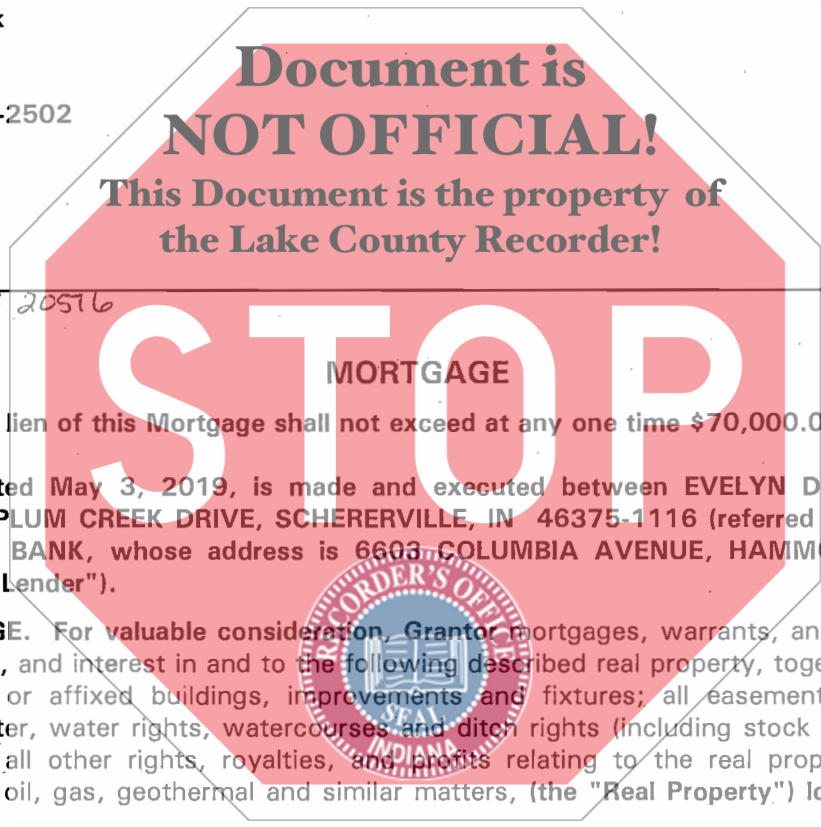 -2502
Document is
NOT OFFICIAL!
This Document is the property of
the Lake County Recorder!
20516
STOP
MORTGAGE
lien of this Mortgage shall not exceed at any one time $70,000.0
ted May 3, 2019, is made and executed between EVELYN D
PLUM CREEK DRIVE, SCHERERVILLE, IN 46375-1116 (referred
BANK, whose address is 6603 COLUMBIA AVENUE, HAMMO
Lender").
GE. For valuable consideration, Grantor mortgages, warrants, an
, and interest in and to the following described real property, toge
or affixed buildings, improvements and fixtures; all easement
ter, water rights, watercourses and ditch rights (including stock
all other rights, royalties, and profits relating to the real prop
oil, gas, geothermal and similar matters, (the "Real Property") lo
RECORDER'S OFFICE
SEAL
INDIANA